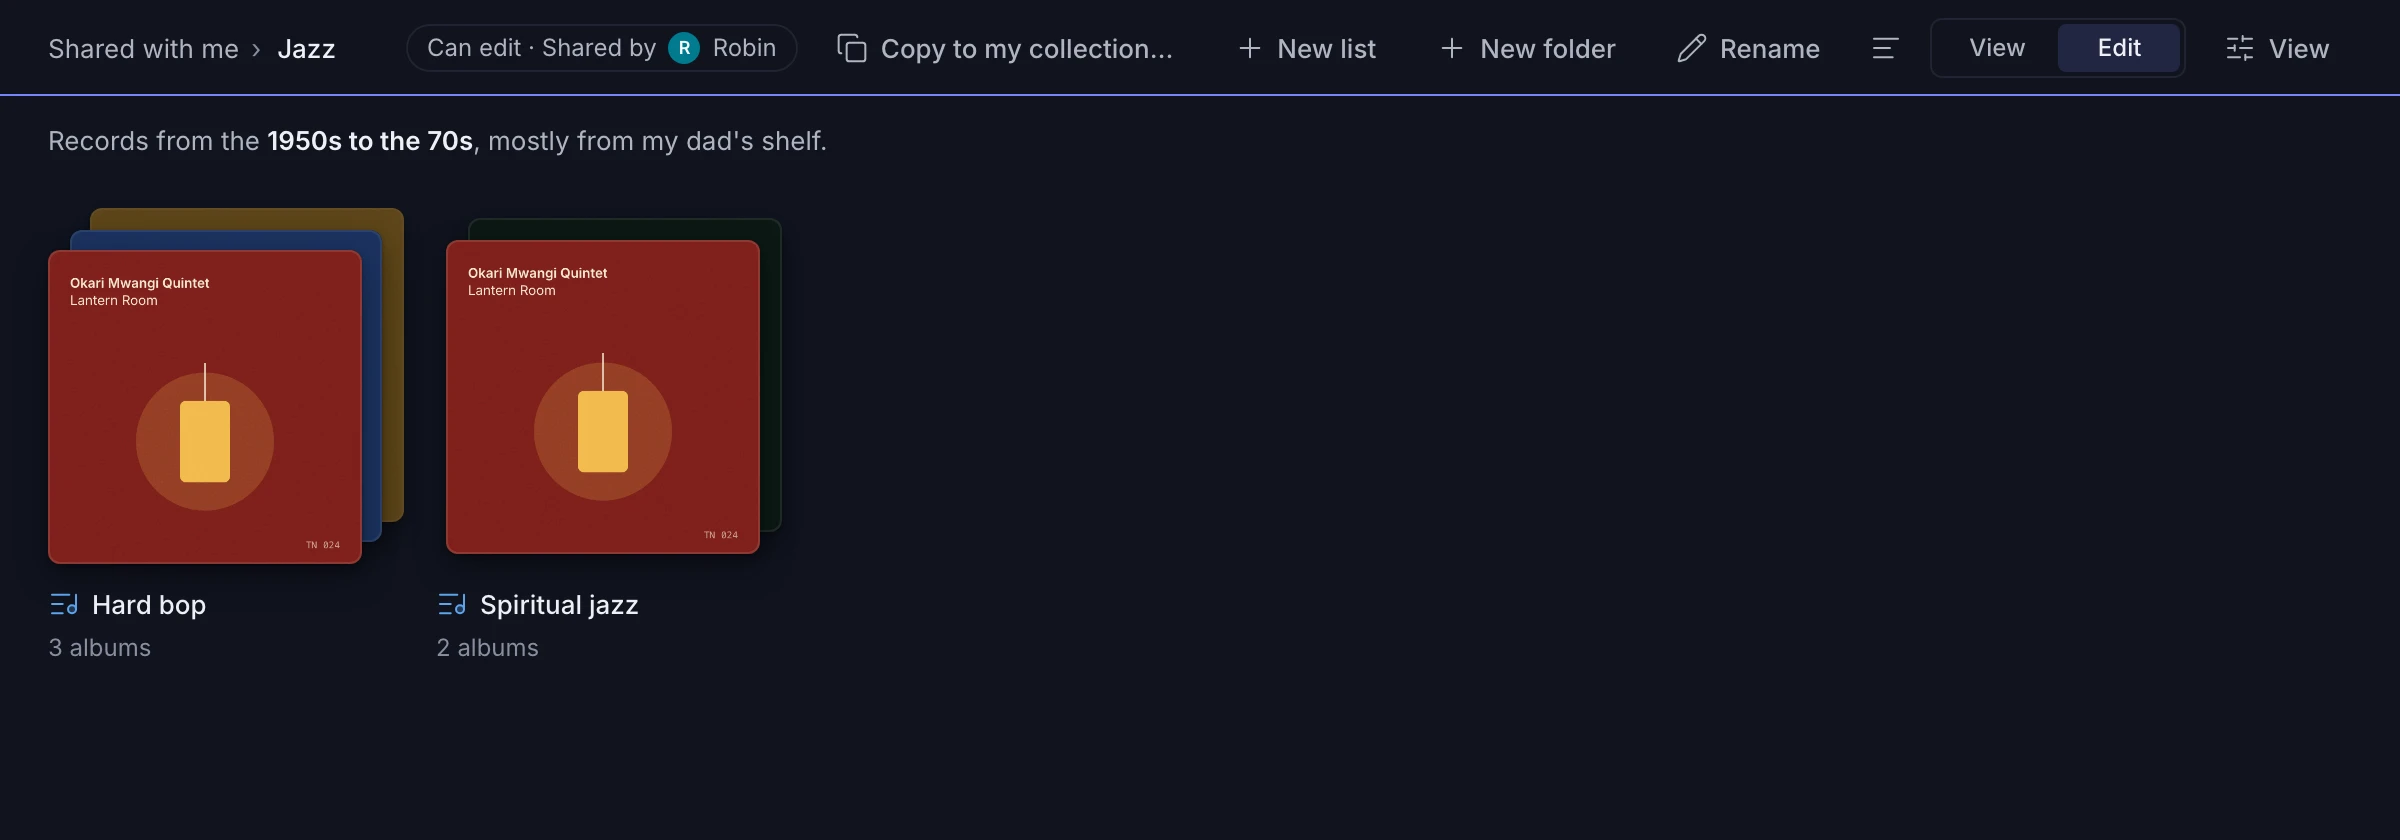 Shared with me › Jazz
Can edit · Shared by R Robin
Copy to my collection...
New list
New folder
Rename
View
Edit
View
Records from the 1950s to the 70s, mostly from my dad's shelf.
Okari Mwangi Quintet
Lantern Room
TN 024
Hard bop
3 albums
Okari Mwangi Quintet
Lantern Room
TN 024
Spiritual jazz
2 albums